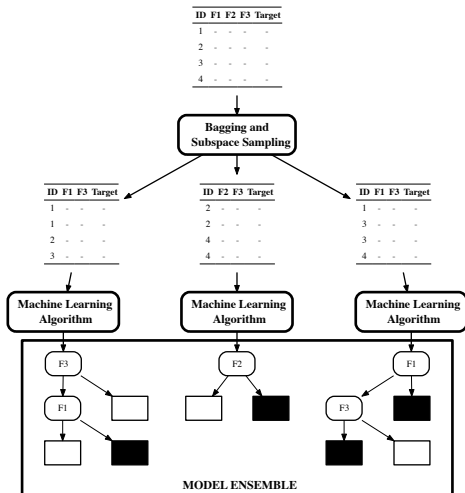 ID F1 F2 F3 Target
1 - - - -
2 - - - -
3 - - - -
4 - - - -
Bagging and
Subspace Sampling
ID F1 F3 Target
1 - - -
1 - - -
2 - - -
3 - - -
ID F2 F3 Target
2 - - -
2 - - -
4 - - -
4 - - -
ID F1 F3 Target
1 - - -
3 - - -
3 - - -
4 - - -
Machine Learning
Algorithm
Machine Learning
Algorithm
Machine Learning
Algorithm
F3
F1
F2
F1
F3
MODEL ENSEMBLE